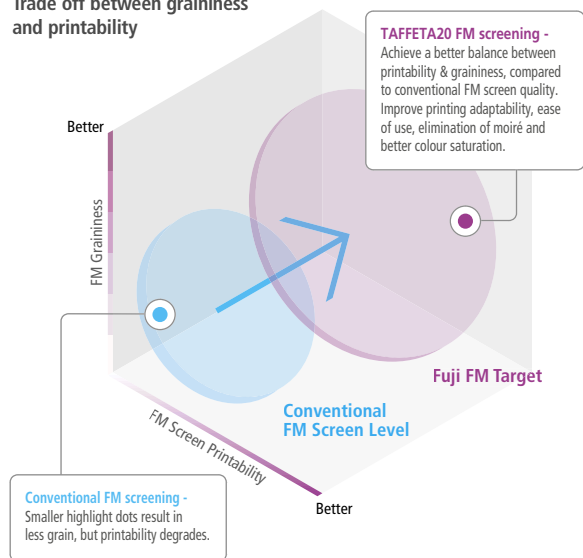 Trade off between graininess
and printability
TAFFETA20 FM screening -
Achieve a better balance between
printability & graininess, compared
to conventional FM screen quality.
Improve printing adaptability, ease
of use, elimination of moiré and
better colour saturation.
Better
FM Graininess
Fuji FM Target
Conventional
FM Screen Level
FM Screen Printability
Better
Conventional FM screening -
Smaller highlight dots result in
less grain, but printability degrades.